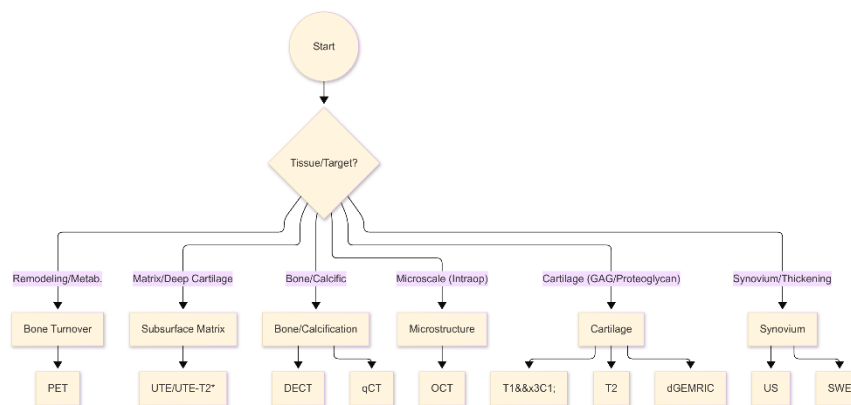 Start
Tissue/Target?
Remodeling/Metab.
Matrix/Deep Cartilage
Bone/Calcific
Microscale (Intraop)
Cartilage (GAG/Proteoglycan)
Synovium/Thickening
Bone Turnover
Subsurface Matrix
Bone/Calcification
Microstructure
Cartilage
Synovium
PET
UTE/UTE-T2*
DECT
qCT
OCT
T1&&x3C1;
T2
dGEMRIC
US
SWE